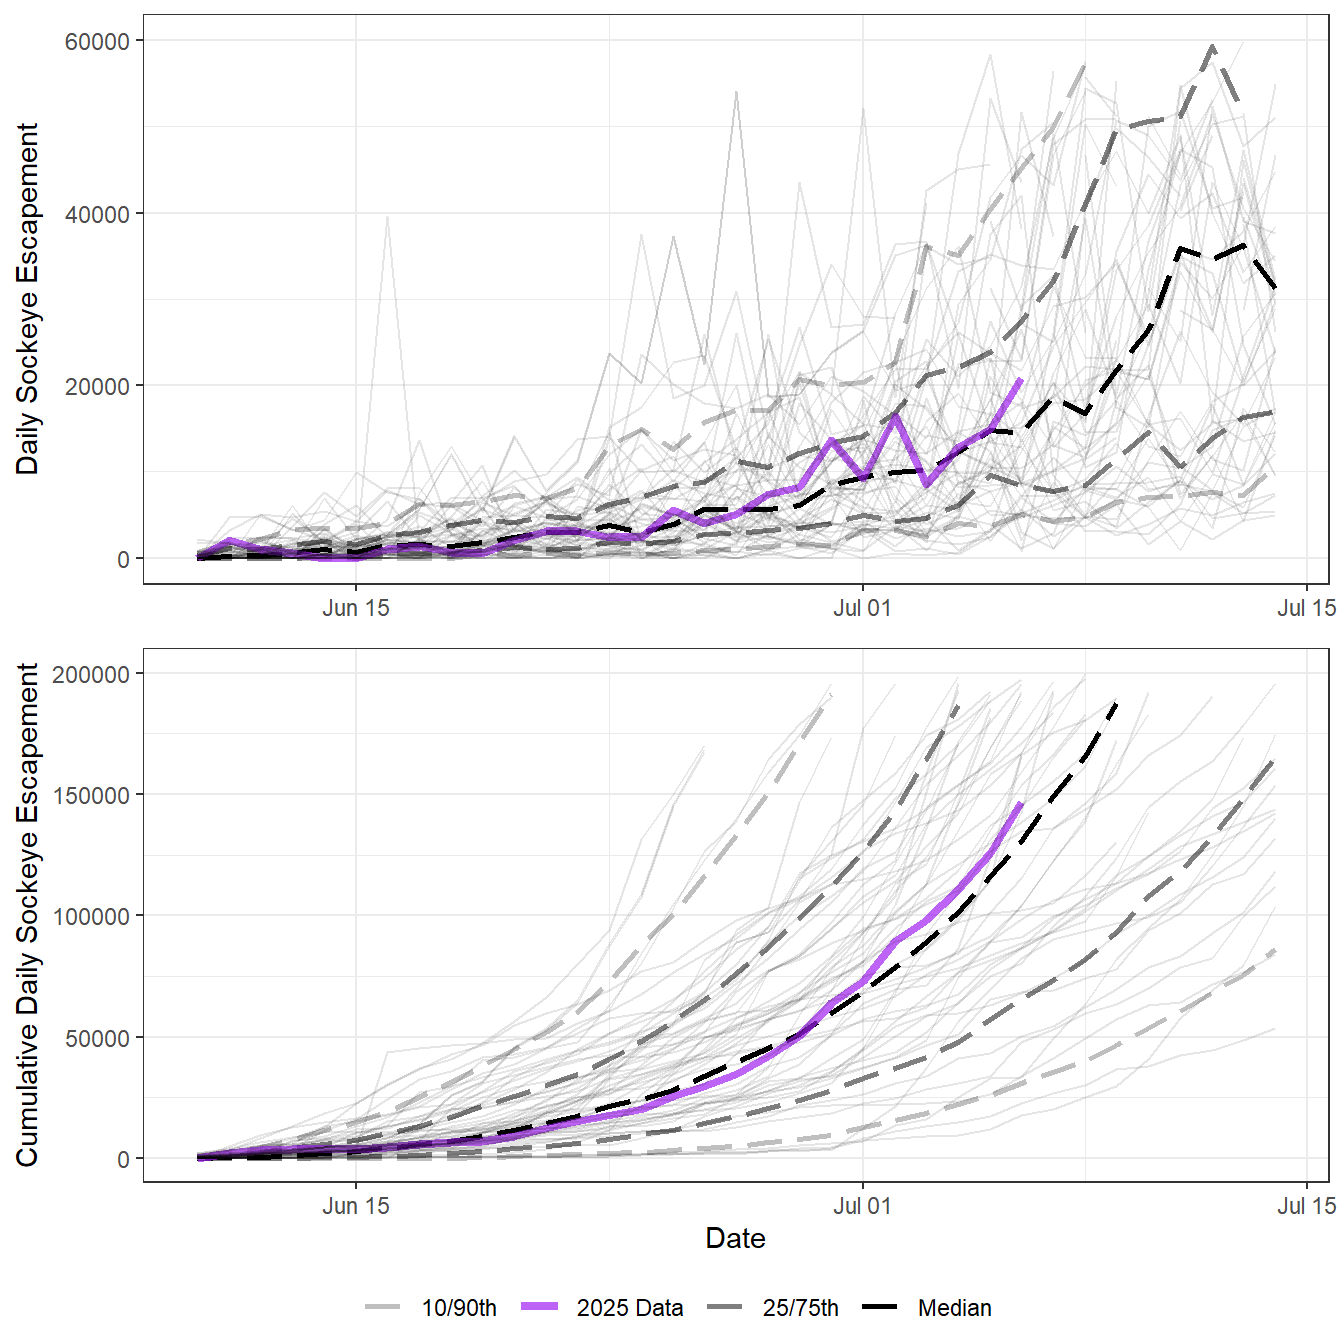 Daily Sockeye Escapement
60000
40000
20000
0
Jun 15 Jul 01 Jul 15
Cumulative Daily Sockeye Escapement
200000
150000
100000
50000
0
Jun 15 Jul 01 Jul 15
Date
10/90th 2025 Data 25/75th Median